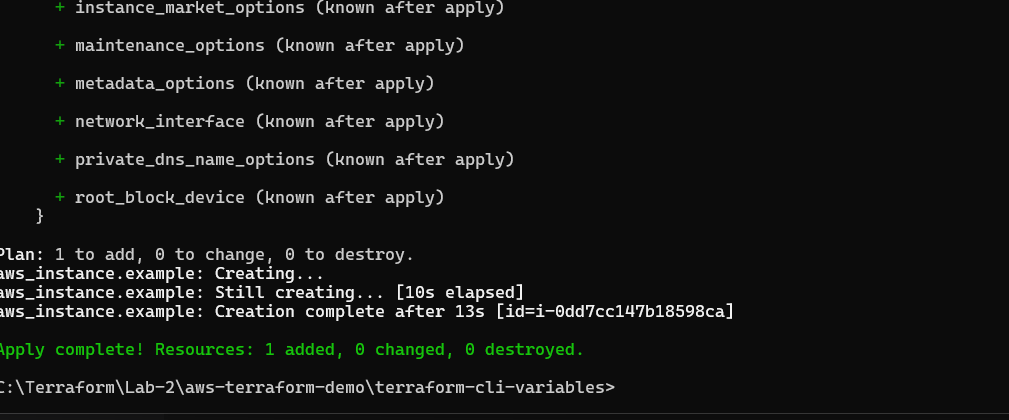 + instance_market_options (known after apply)
+ maintenance_options (known after apply)
+ metadata_options (known after apply)
+ network_interface (known after apply)
+ private_dns_name_options (known after apply)
+ root_block_device (known after apply)
}
Plan: 1 to add, 0 to change, 0 to destroy.
aws_instance.example: Creating...
aws_instance.example: Still creating... [10s elapsed]
aws_instance.example: Creation complete after 13s [id=i-0dd7cc147b18598ca]
Apply complete! Resources: 1 added, 0 changed, 0 destroyed.
C:\Terraform\Lab-2\aws-terraform-demo\terraform-cli-variables>